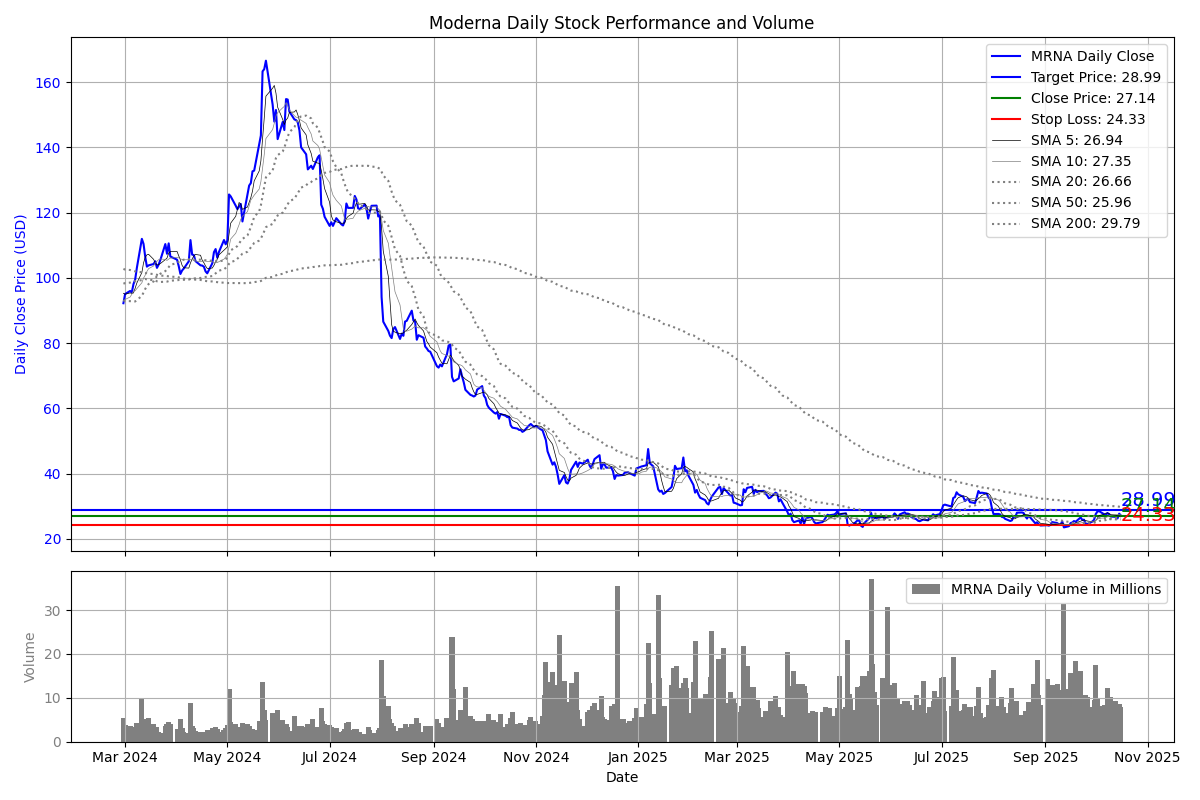 Moderna Daily Stock Performance and Volume
Daily Close Price (USD)
160
140
120
100
80
60
40
20
MRNA Daily Close
Target Price: 28.99
Close Price: 27.14
Stop Loss: 24.33
SMA 5: 26.94
SMA 10: 27.35
SMA 20: 26.66
SMA 50: 25.96
SMA 200: 29.79
28.99
27.14
24.33
Volume
30
20
10
0
MRNA Daily Volume in Millions
Mar 2024
May 2024
Jul 2024
Sep 2024
Nov 2024
Jan 2025
Mar 2025
May 2025
Jul 2025
Sep 2025
Nov 2025
Date